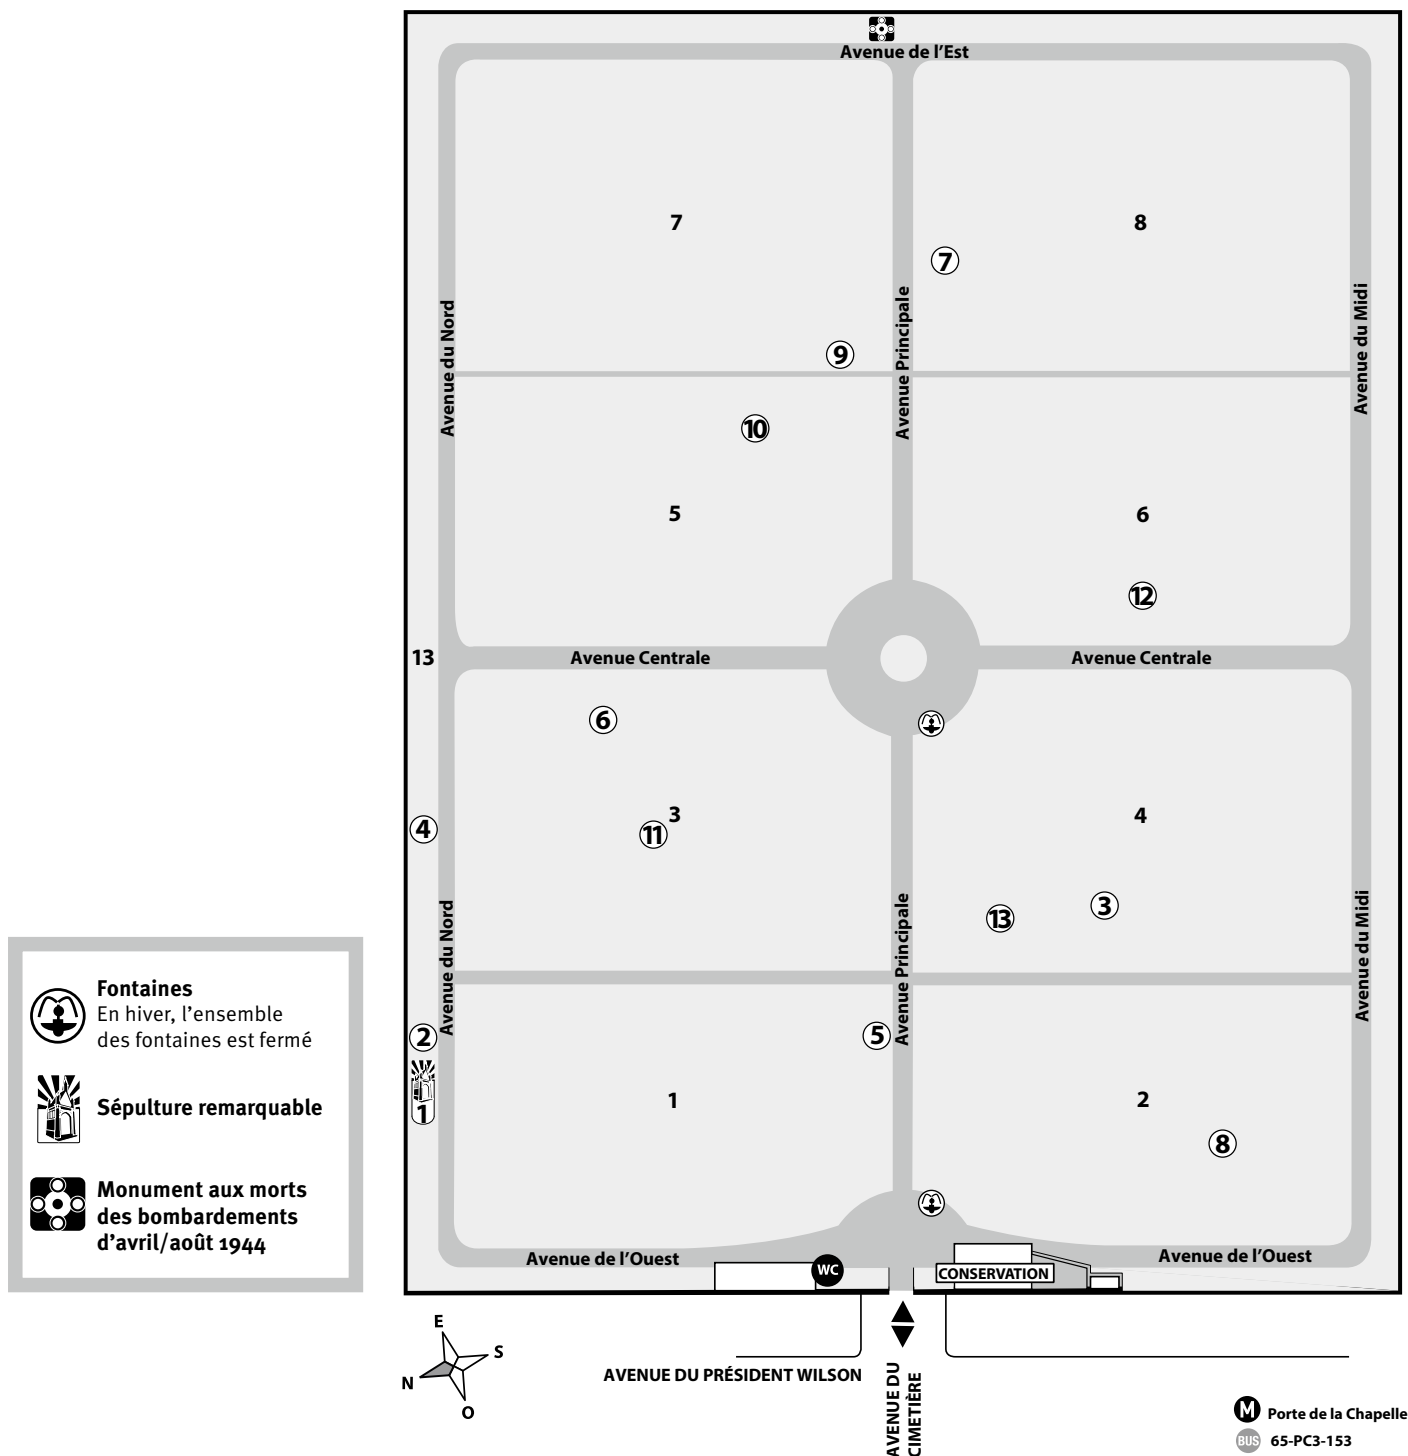 Avenue de l'Est
7
8
7
Avenue du Nord
Avenue Principale
Avenue du Midi
9
10
5
6
12
13
Avenue Centrale
Avenue Centrale
6
3
4
4
11
3
13
Avenue du Nord
Avenue Principale
Avenue du Midi
2
5
1
1
2
8
Avenue de l'Ouest
Avenue de l'Ouest
WC
CONSERVATION
Fontaines
En hiver, l'ensemble
des fontaines est fermé
Sépulture remarquable
Monument aux morts
des bombardements
d'avril/août 1944
E
S
N
O
AVENUE DU PRÉSIDENT WILSON
AVENUE DU
CIMETIÈRE
M Porte de la Chapelle
BUS 65-PC3-153